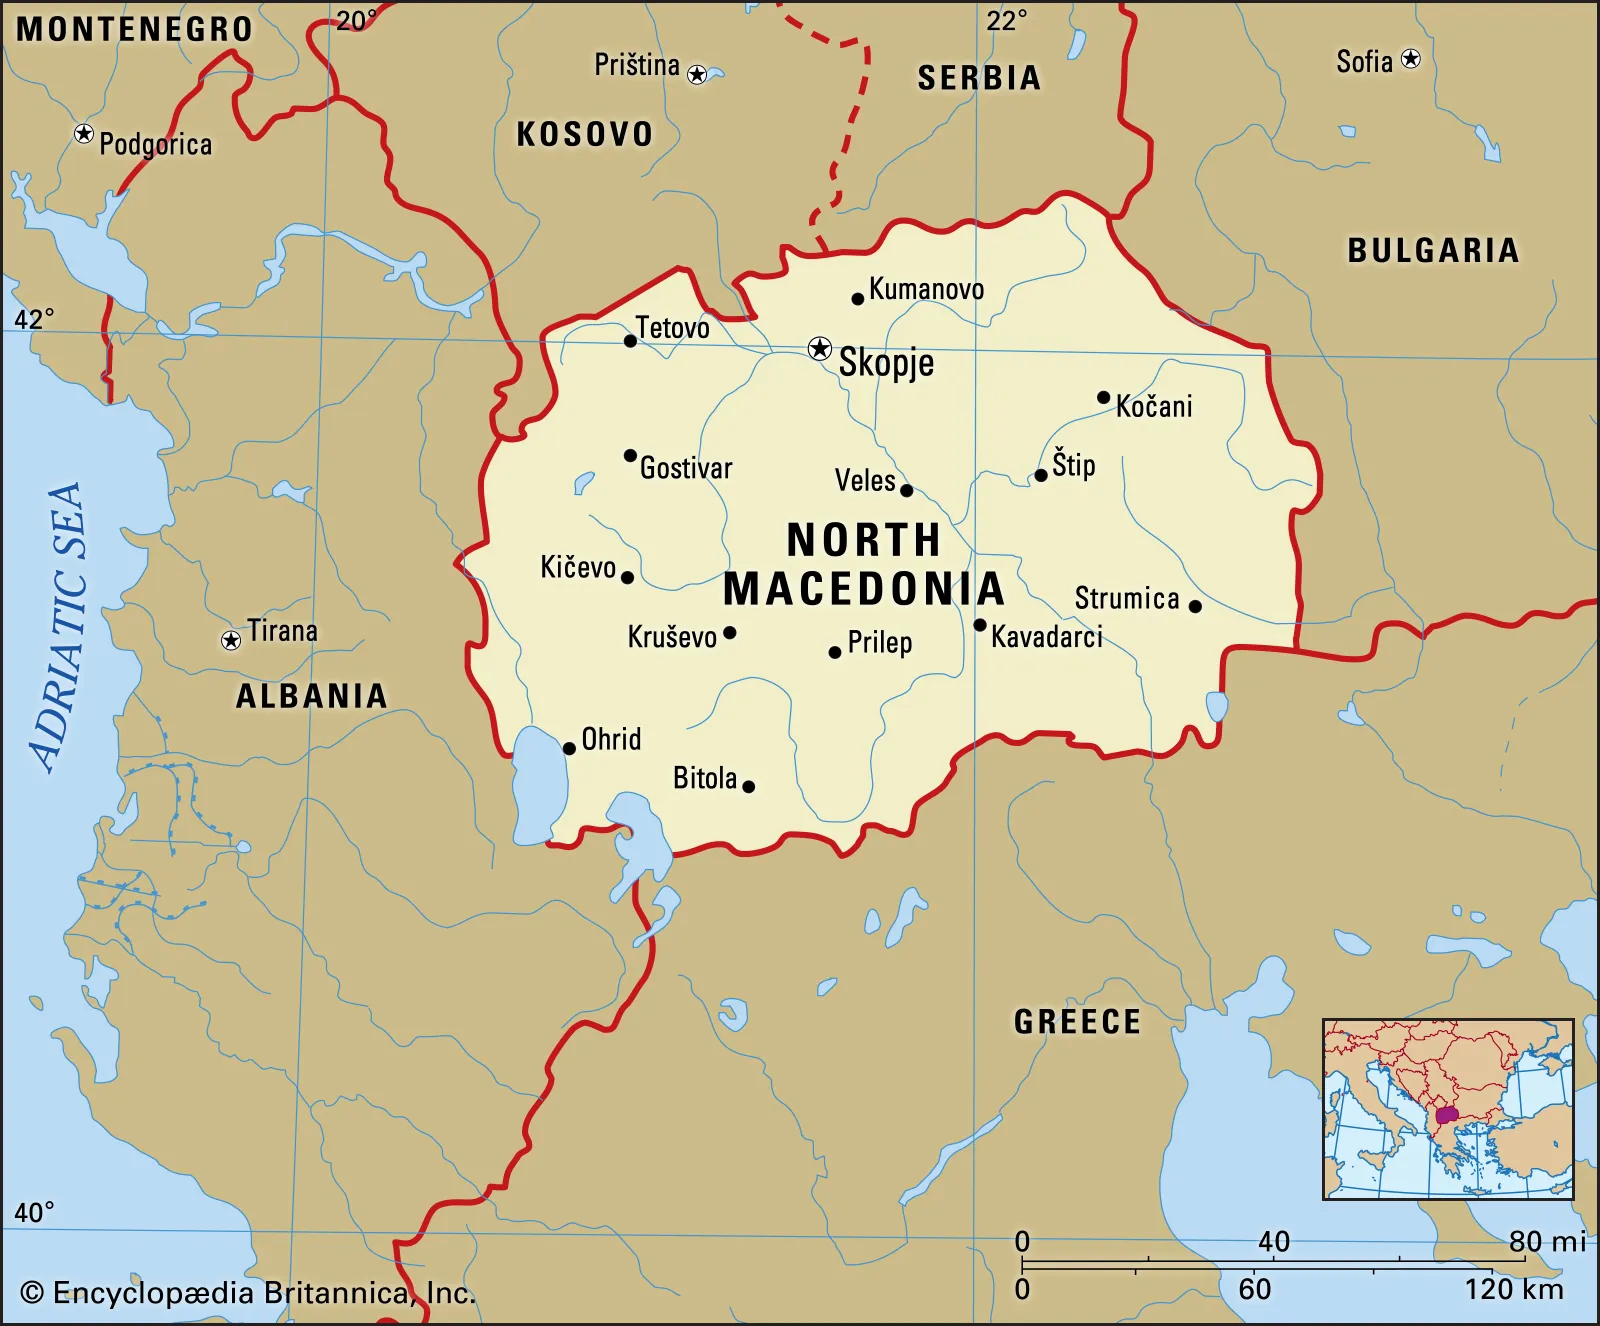 MONTENEGRO
20°
22°
Priština
SERBIA
Sofia
KOSOVO
Podgorica
BULGARIA
Kumanovo
42°
Tetovo
Skopje
Kočani
Gostivar
Štip
Veles
ADRIATIC SEA
NORTH
MACEDONIA
Kičevo
Strumica
Tirana
Kruševo
Prilep
Kavadarci
ALBANIA
Ohrid
Bitola
GREECE
40°
0 40 80 mi
0 60 120 km
© Encyclopædia Britannica, Inc.